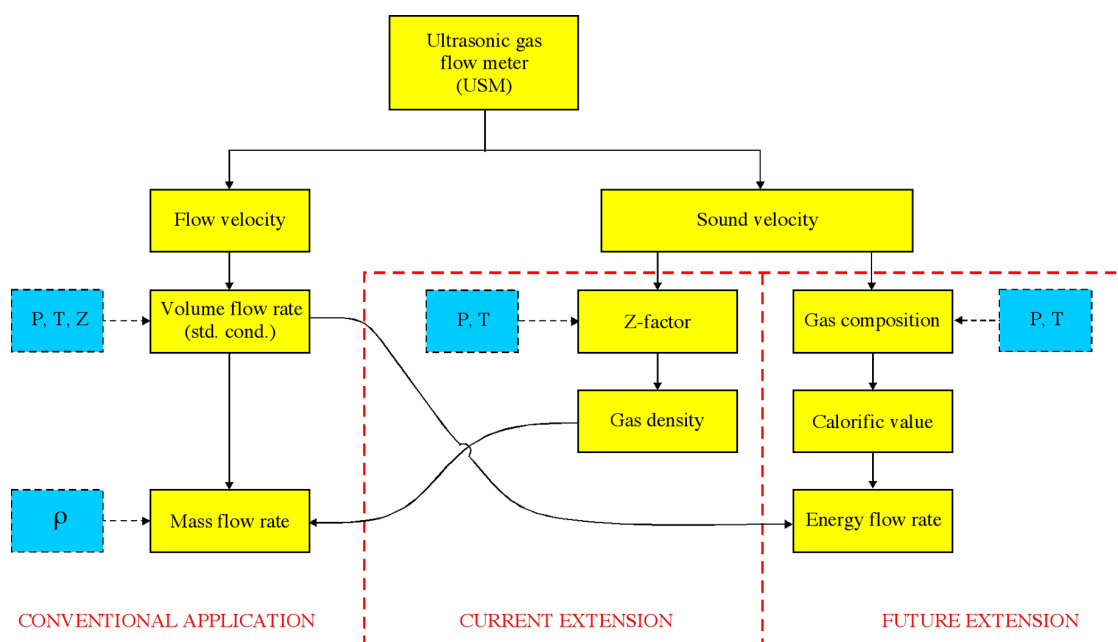 Ultrasonic gas
flow meter
(USM)
Flow velocity
Sound velocity
P, T, Z
Volume flow rate
(std. cond.)
P, T
Z-factor
Gas composition
P, T
Gas density
Calorific value
ρ
Mass flow rate
Energy flow rate
CONVENTIONAL APPLICATION
CURRENT EXTENSION
FUTURE EXTENSION